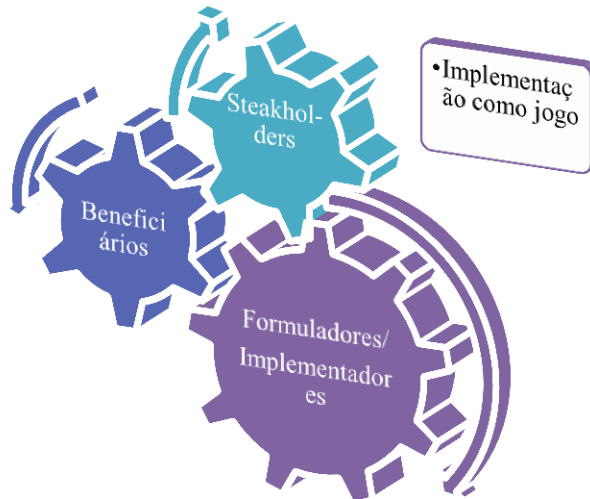 Steakhol-
ders
•Implementaç
ão como jogo
Benefici
ários
Formuladores/
Implementador
es